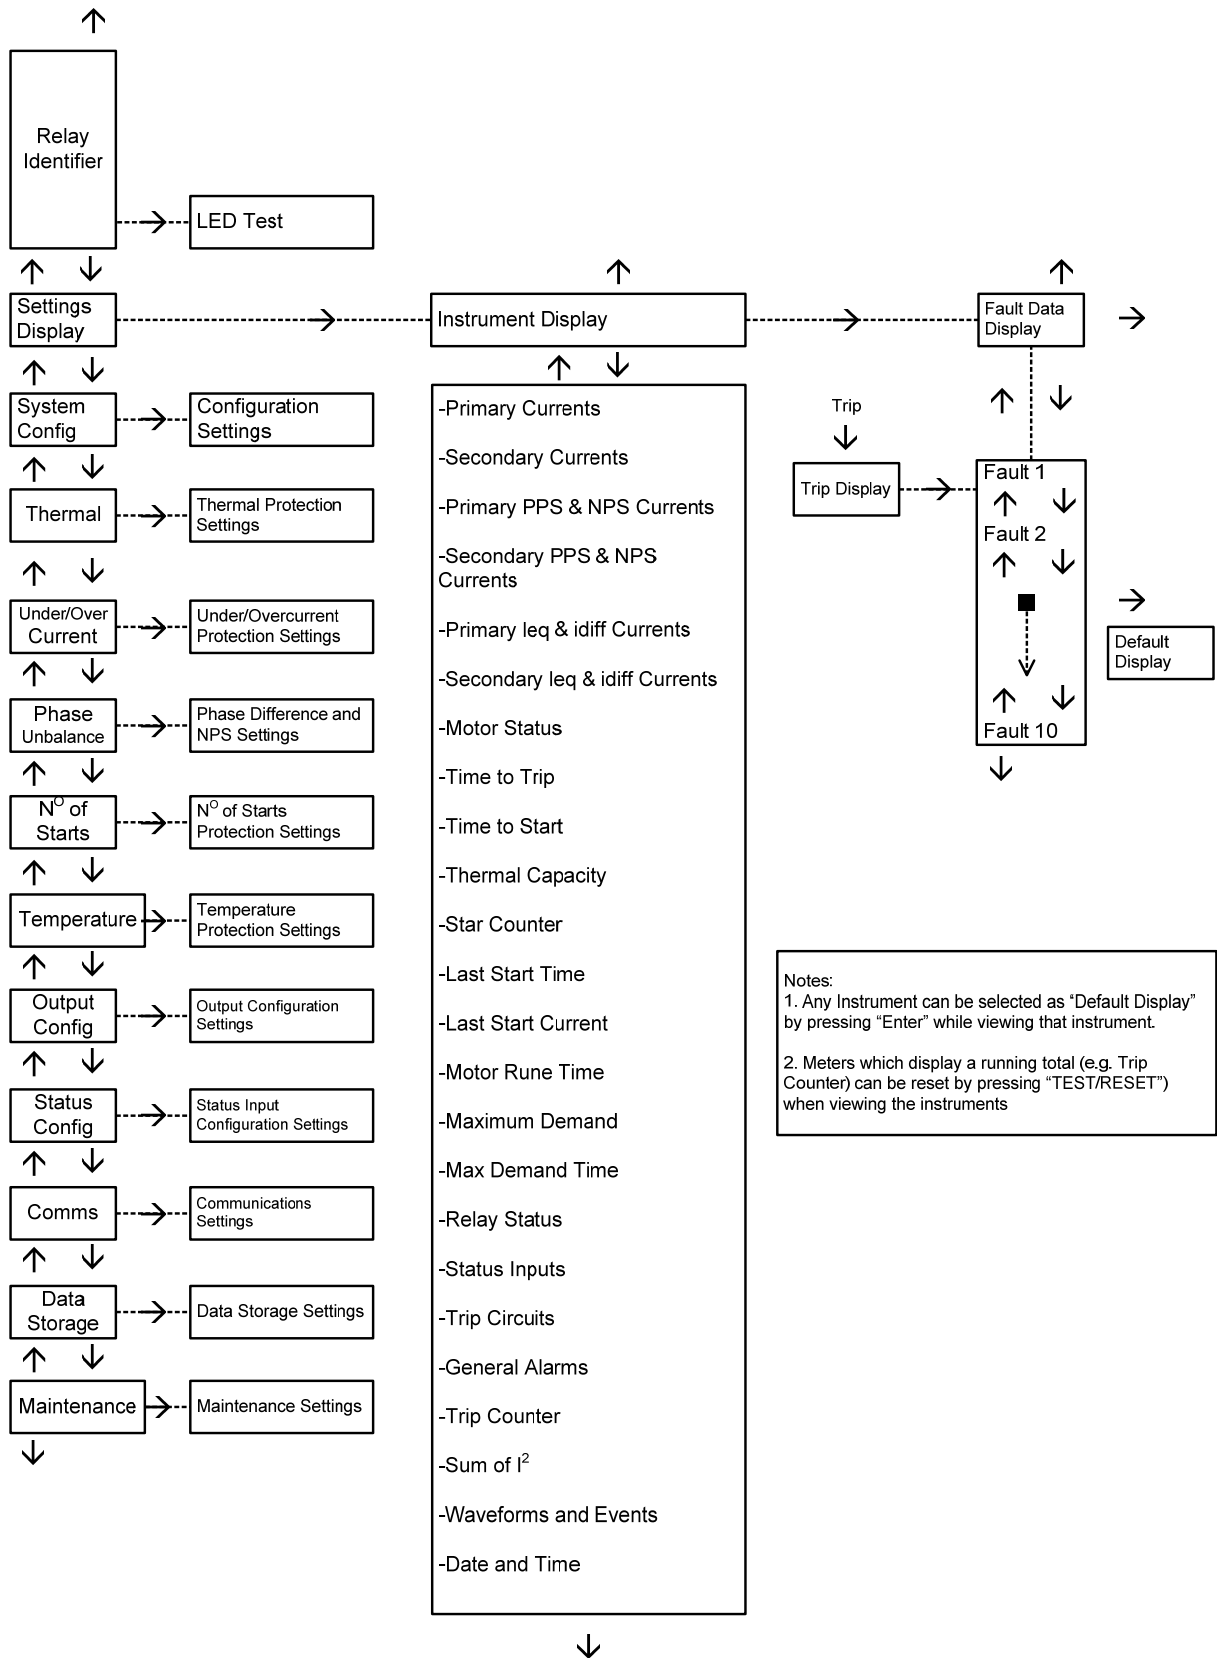 Relay
Identifier
LED Test
Settings
Display
Instrument Display
Fault Data
Display
System
Config
Configuration
Settings
Thermal
Thermal Protection
Settings
Under/Over
Current
Under/Overcurrent
Protection Settings
Phase
Unbalance
Phase Difference and
NPS Settings
Nº of
Starts
Nº of Starts
Protection Settings
Temperature
Temperature
Protection Settings
Output
Config
Output Configuration
Settings
Status
Config
Status Input
Configuration Settings
Comms
Communications
Settings
Data
Storage
Data Storage Settings
Maintenance
Maintenance Settings
-Primary Currents
-Secondary Currents
-Primary PPS & NPS Currents
-Secondary PPS & NPS
Currents
-Primary leq & idiff Currents
-Secondary leq & idiff Currents
-Motor Status
-Time to Trip
-Time to Start
-Thermal Capacity
-Star Counter
-Last Start Time
-Last Start Current
-Motor Rune Time
-Maximum Demand
-Max Demand Time
-Relay Status
-Status Inputs
-Trip Circuits
-General Alarms
-Trip Counter
-Sum of I²
-Waveforms and Events
-Date and Time
Trip
Trip Display
Fault 1
Fault 2
Fault 10
Default
Display
Notes:
1. Any Instrument can be selected as “Default Display”
by pressing “Enter” while viewing that instrument.
2. Meters which display a running total (e.g. Trip
Counter) can be reset by pressing “TEST/RESET”)
when viewing the instruments